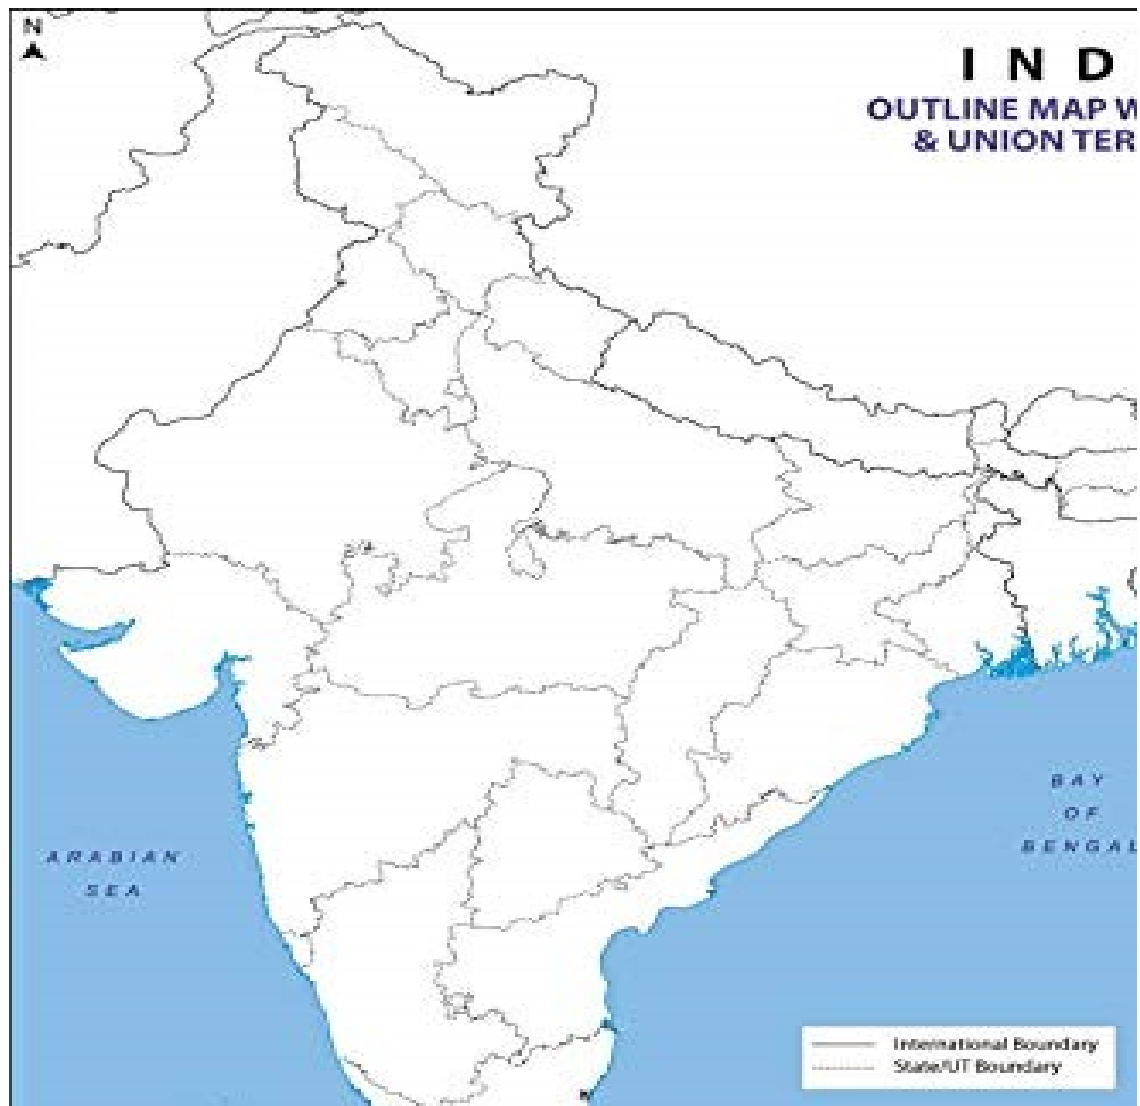 N
I N D
OUTLINE MAP W
& UNION TER
BAY
OF
BENGAL
ARABIAN
SEA
International Boundary
State/UT Boundary